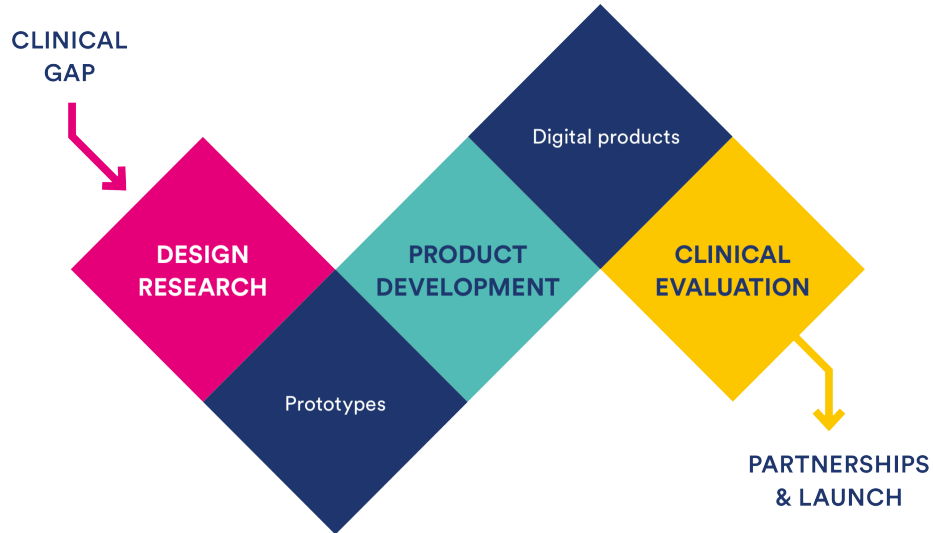 CLINICAL
GAP
DESIGN
RESEARCH
Prototypes
PRODUCT
DEVELOPMENT
Digital products
CLINICAL
EVALUATION
PARTNERSHIPS
& LAUNCH